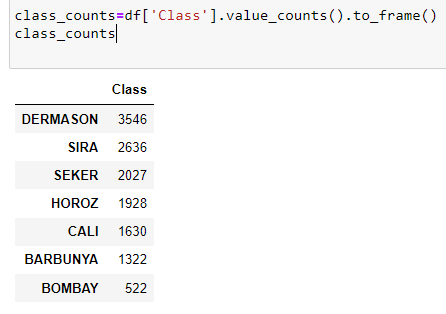 class_counts=df['Class'].value_counts().to_frame()
class_counts
Class
DERMASON 3546
SIRA 2636
SEKER 2027
HOROZ 1928
CALI 1630
BARBUNYA 1322
BOMBAY 522